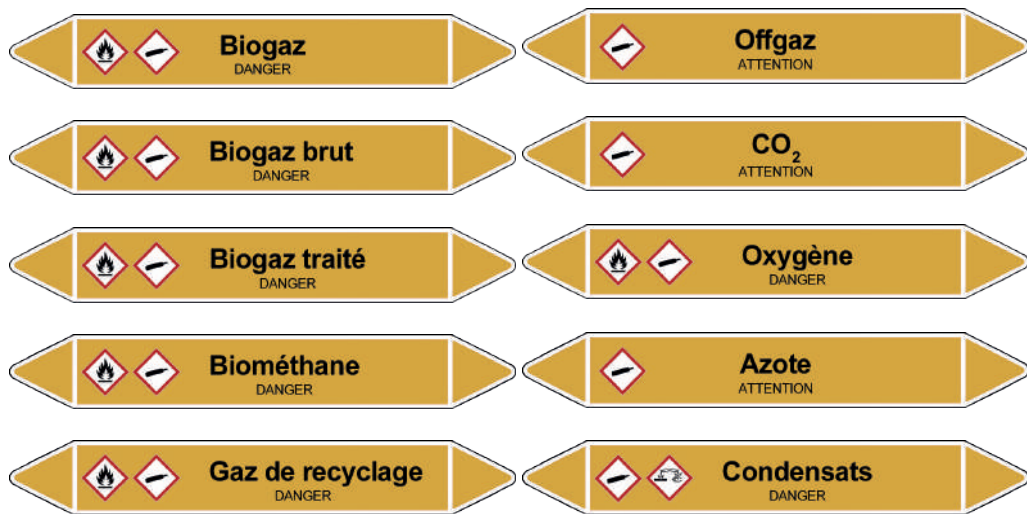 Biogaz
DANGER
Biogaz brut
DANGER
Biogaz traité
DANGER
Biométhane
DANGER
Gaz de recyclage
DANGER
Offgaz
ATTENTION
CO₂
ATTENTION
Oxygène
DANGER
Azote
ATTENTION
Condensats
DANGER